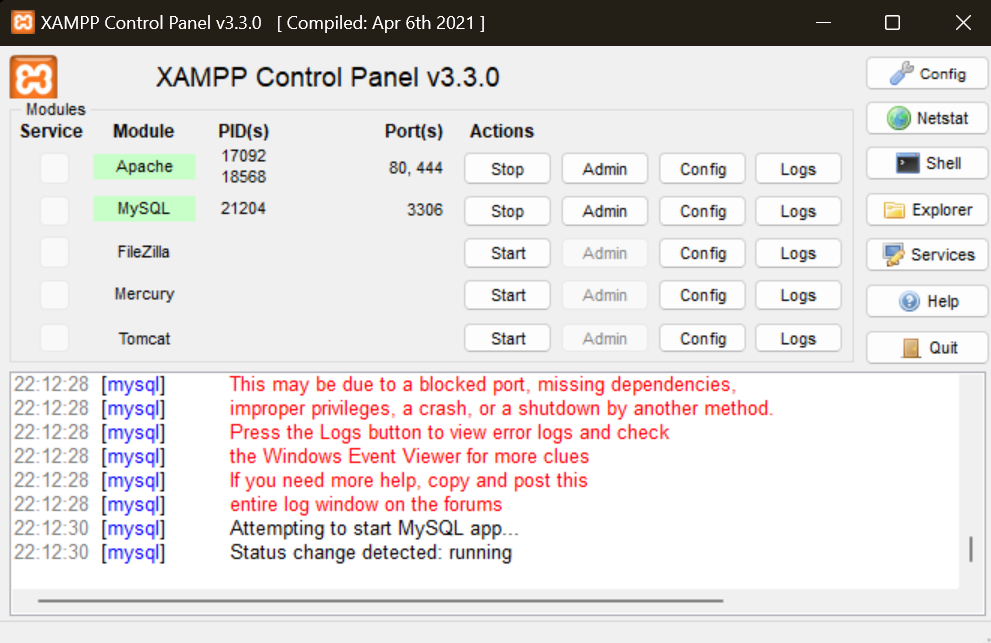 XAMPP Control Panel v3.3.0 [ Compiled: Apr 6th 2021 ]
XAMPP Control Panel v3.3.0
Config
Modules
Service Module PID(s) Port(s) Actions
Netstat
Apache 17092 18568 80, 444 Stop Admin Config Logs
Shell
MySQL 21204 3306 Stop Admin Config Logs
Explorer
FileZilla Start Admin Config Logs
Services
Mercury Start Admin Config Logs
Help
Tomcat Start Admin Config Logs
Quit
22:12:28 [mysql] This may be due to a blocked port, missing dependencies,
22:12:28 [mysql] improper privileges, a crash, or a shutdown by another method.
22:12:28 [mysql] Press the Logs button to view error logs and check
22:12:28 [mysql] the Windows Event Viewer for more clues
22:12:28 [mysql] If you need more help, copy and post this
22:12:28 [mysql] entire log window on the forums
22:12:30 [mysql] Attempting to start MySQL app...
22:12:30 [mysql] Status change detected: running